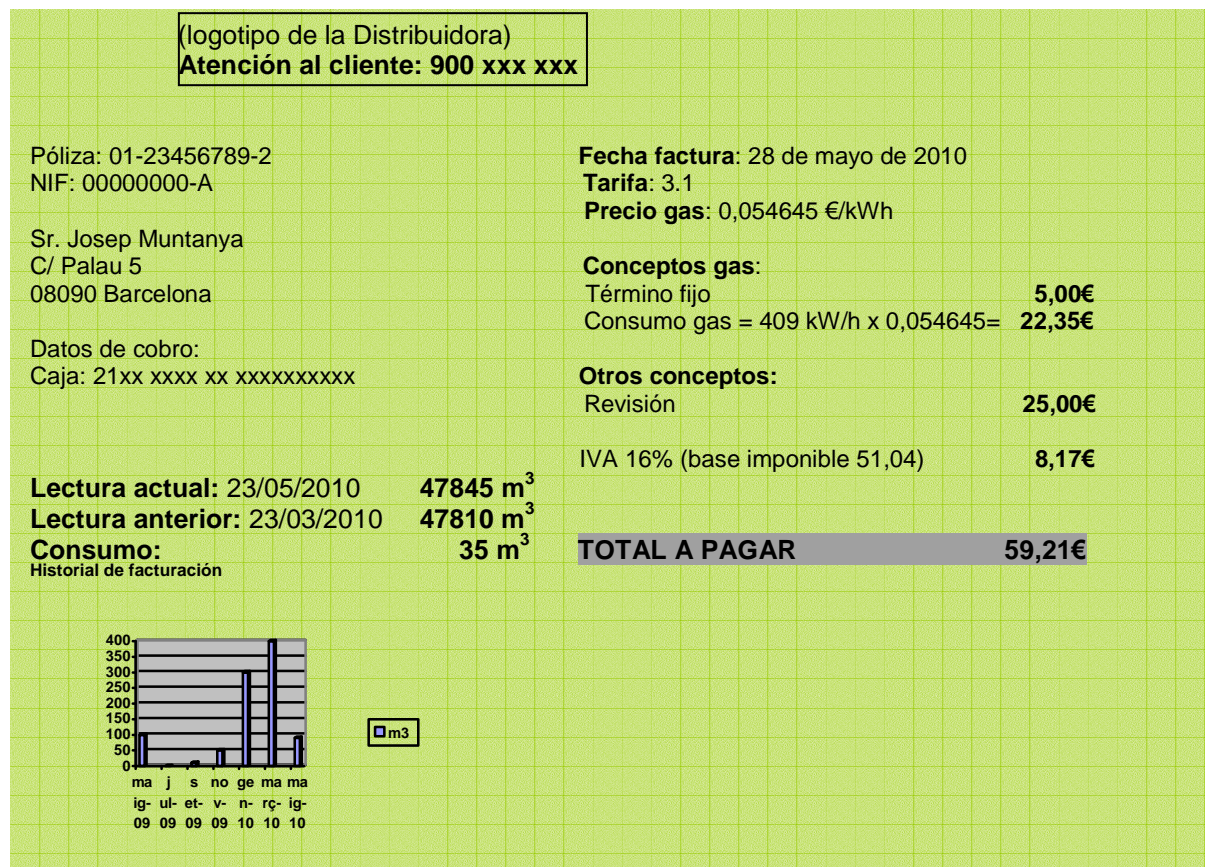 (logotipo de la Distribuidora)
Atención al cliente: 900 xxx xxx
Póliza: 01-23456789-2
NIF: 00000000-A
Sr. Josep Muntanya
C/ Palau 5
08090 Barcelona
Datos de cobro:
Caja: 21xx xxxx xx xxxxxxxxxx
Lectura actual: 23/05/2010 47845 m³
Lectura anterior: 23/03/2010 47810 m³
Consumo: 35 m³
Historial de facturación
Fecha factura: 28 de mayo de 2010
Tarifa: 3.1
Precio gas: 0,054645 €/kWh
Conceptos gas:
Término fijo 5,00€
Consumo gas = 409 kW/h x 0,054645= 22,35€
Otros conceptos:
Revisión 25,00€
IVA 16% (base imponible 51,04) 8,17€
TOTAL A PAGAR 59,21€
400
350
300
250
200
150
100
50
0
ma j s no ge ma ma
ig- ul- et- v- n- rç- ig-
09 09 09 09 10 10 10
m3